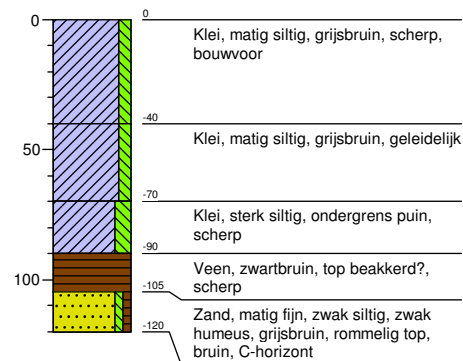 0
0
Klei, matig siltig, grijsbruin, scherp,
bouwvoor
-40
Klei, matig siltig, grijsbruin, geleidelijk
50
-70
Klei, sterk siltig, ondergrens puin,
scherp
-90
Veen, zwartbruin, top beakkerd?,
scherp
100
-105
Zand, matig fijn, zwak siltig, zwak
humeus, grijsbruin, rommelig top,
bruin, C-horizont
-120